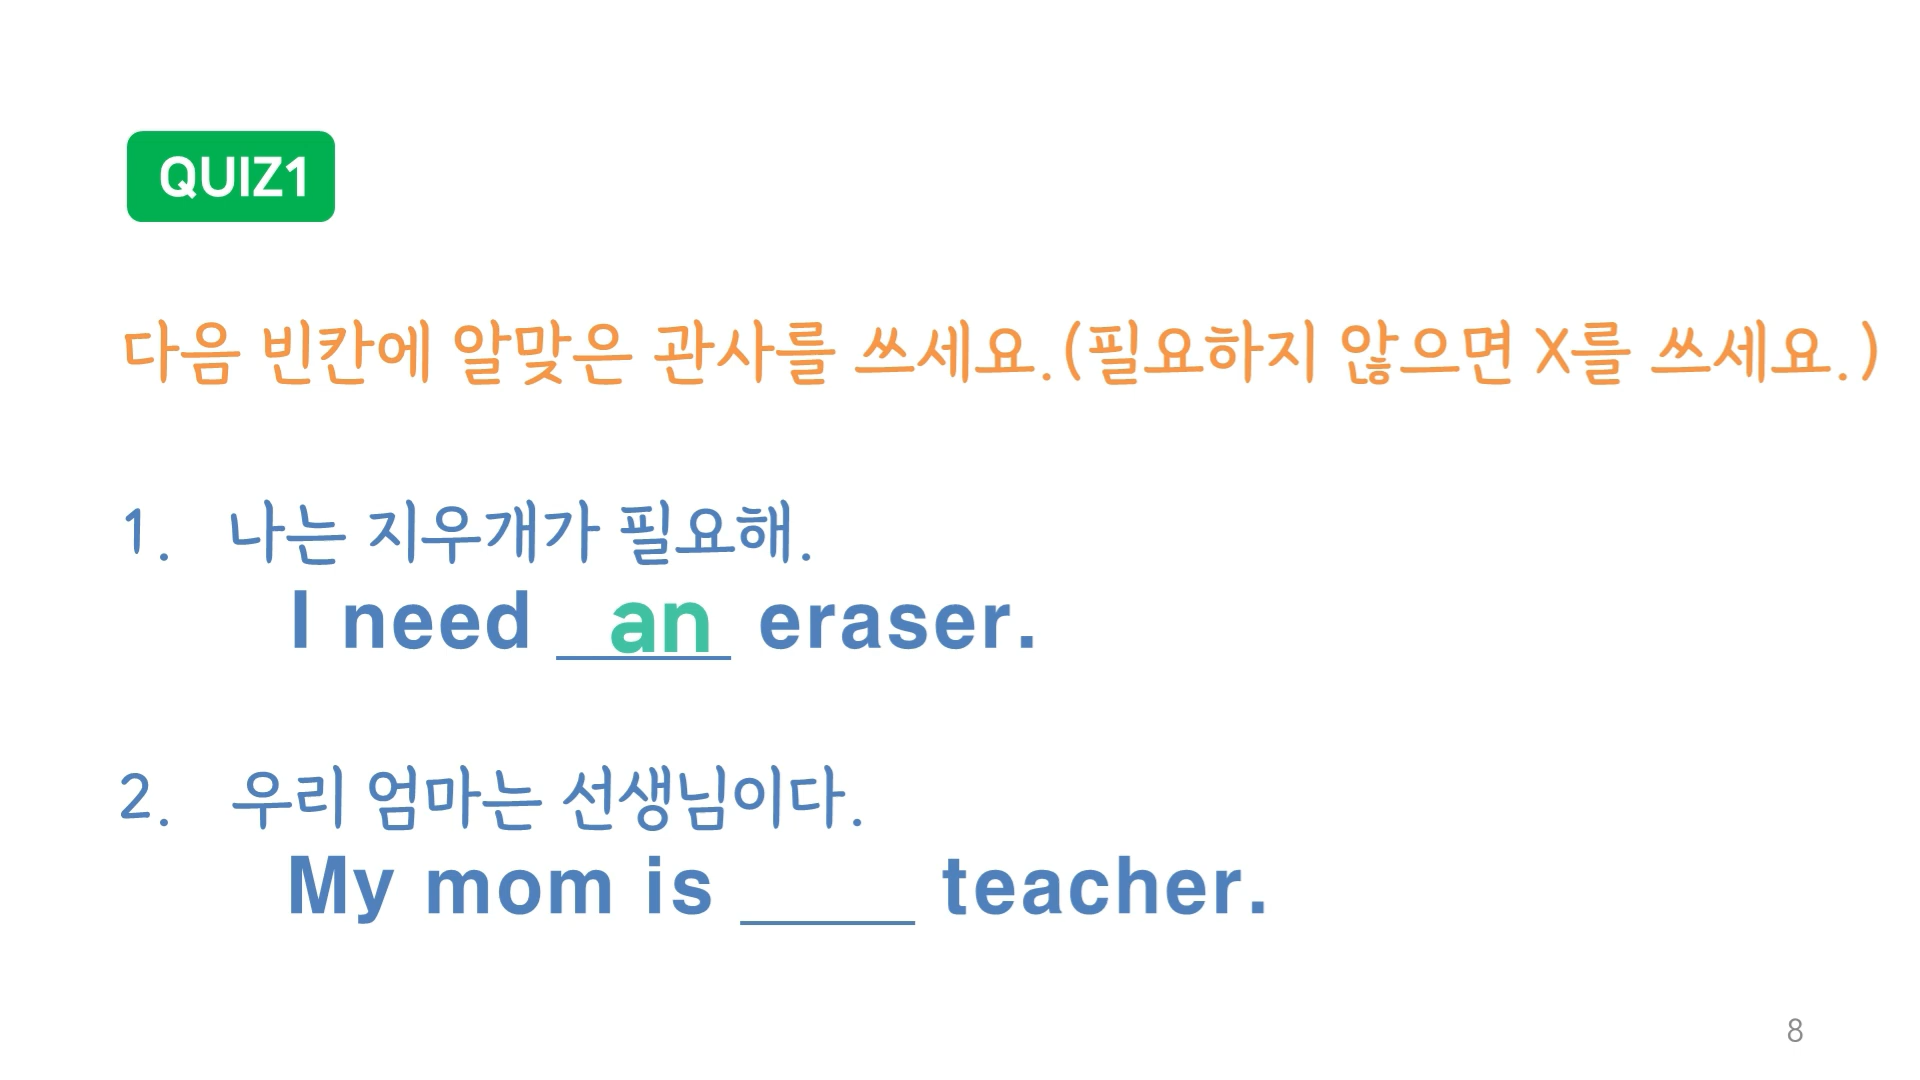 QUIZ1
다음 빈칸에 알맞은 관사를 쓰세요.(필요하지 않으면 X를 쓰세요.)
1. 나는 지우개가 필요해.
I need an eraser.
2. 우리 엄마는 선생님이다.
My mom is _____ teacher.
8